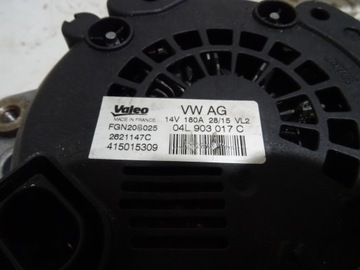 Valeo VW AG
MADE IN FRANCE 14V 180A 28/15 VL2
FGN20S025 04L 903 017 C
2621147C
415015309